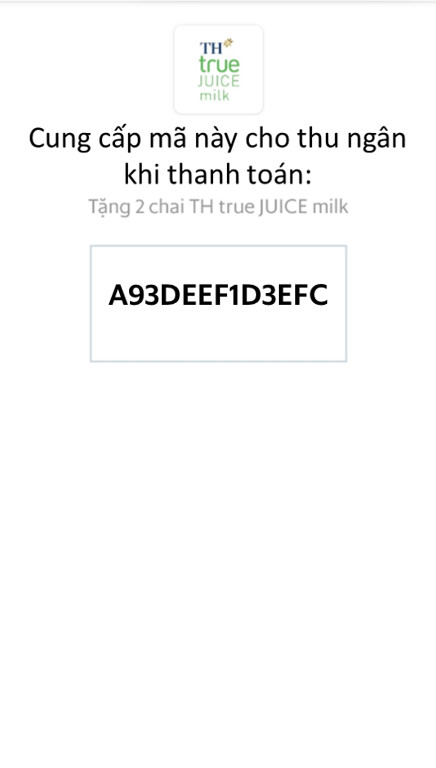 TH
true
JUICE
milk
Cung cấp mã này cho thu ngân
khi thanh toán:
Tặng 2 chai TH true JUICE milk
A93DEEF1D3EFC